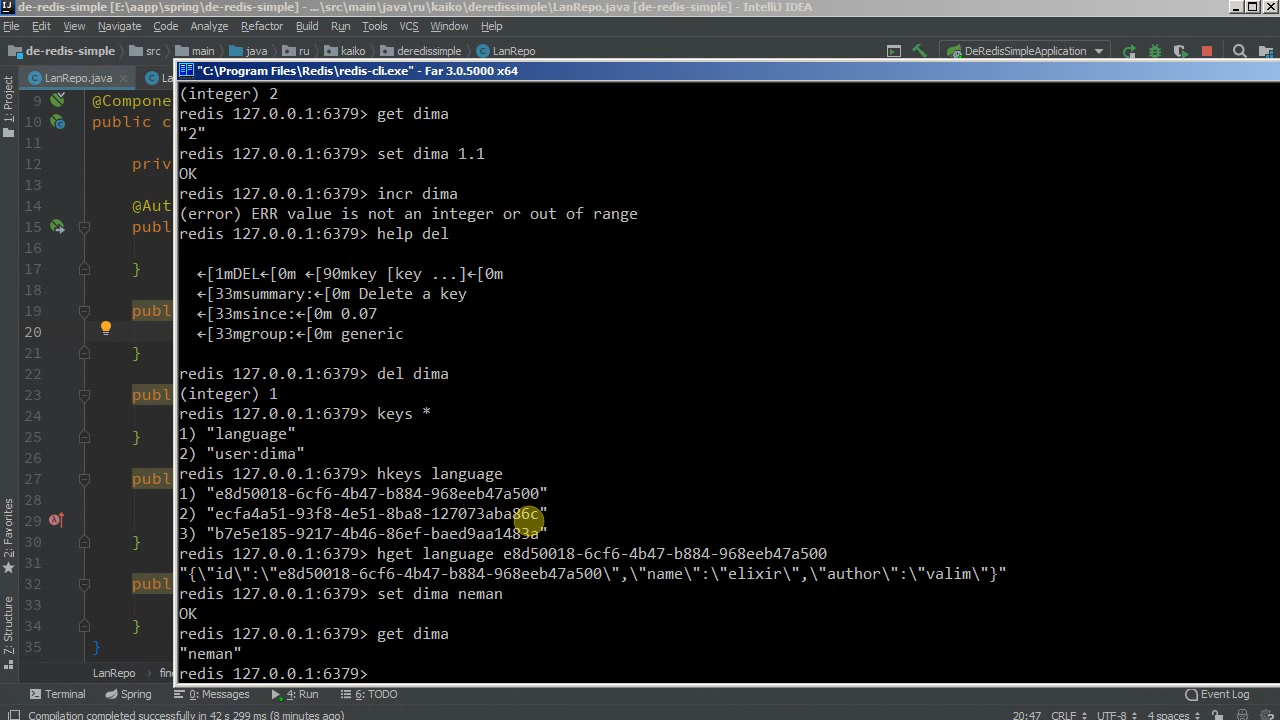 de-redis-simple [E:\aapp\spring\de-redis-simple] - ...\src\main\java\ru\kaiko\deredissimple\LanRepo.java [de-redis-simple] - IntelliJ IDEA
File Edit View Navigate Code Analyze Refactor Build Run Tools VCS Window Help
de-redis-simple src main java ru kaiko deredissimple LanRepo DeRedisSimpleApplication
LanRepo.java
1: Project
9 @Compone
10 public c
11
12 priv
13
14 @Aut
15 publ
16
17 }
18
19 publ
20
21 }
22
23 publ
24
25 }
26
27 publ
28
29
30 }
31
32 publ
33
34 }
35 }
2: Favorites
Z: Structure
"C:\Program Files\Redis\redis-cli.exe" - Far 3.0.5000 x64
(integer) 2
redis 127.0.0.1:6379> get dima
"2"
redis 127.0.0.1:6379> set dima 1.1
OK
redis 127.0.0.1:6379> incr dima
(error) ERR value is not an integer or out of range
redis 127.0.0.1:6379> help del
←[1mDEL←[0m ←[90mkey [key ...]←[0m
←[33msummary:←[0m Delete a key
←[33msince:←[0m 0.07
←[33mgroup:←[0m generic
redis 127.0.0.1:6379> del dima
(integer) 1
redis 127.0.0.1:6379> keys *
1) "language"
2) "user:dima"
redis 127.0.0.1:6379> hkeys language
1) "e8d50018-6cf6-4b47-b884-968eeb47a500"
2) "ecfa4a51-93f8-4e51-8ba8-127073aba86c"
3) "b7e5e185-9217-4b46-86ef-baed9aa1483a"
redis 127.0.0.1:6379> hget language e8d50018-6cf6-4b47-b884-968eeb47a500
"{\"id\":\"e8d50018-6cf6-4b47-b884-968eeb47a500\",\"name\":\"elixir\",\"author\":\"valim\"}"
redis 127.0.0.1:6379> set dima neman
OK
redis 127.0.0.1:6379> get dima
"neman"
redis 127.0.0.1:6379>
LanRepo
Terminal Spring 0: Messages 4: Run 6: TODO Event Log
Compilation completed successfully in 42 s 299 ms (8 minutes ago) 20:47 CRLF UTF-8 4 spaces